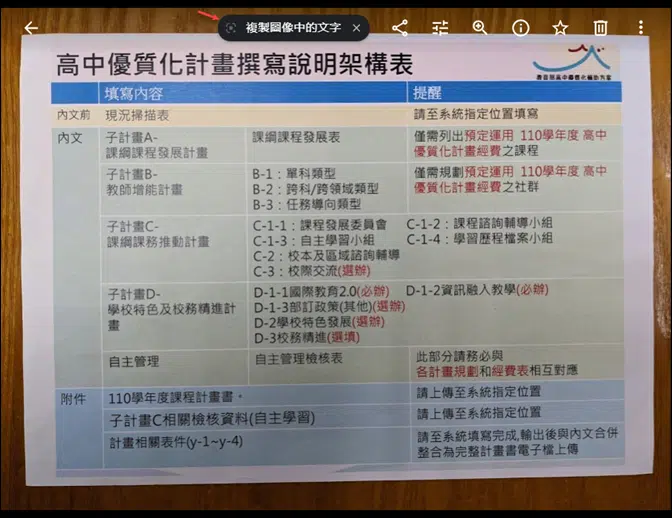 複製圖像中的文字
高中優質化計畫撰寫說明架構表
教育部高中優質化輔助方案
填寫內容 提醒
內文前 現況掃描表 請至系統指定位置填寫
內文 子計畫A- 課綱課程發展表 僅需列出預定運用 110學年度 高中
課綱課程發展計畫 優質化計畫經費之課程
子計畫B- B-1：單科類型 僅需規劃預定運用 110學年度 高中
教師增能計畫 B-2：跨科/跨領域類型 優質化計畫經費之社群
B-3：任務導向類型
子計畫C- C-1-1：課程發展委員會 C-1-2：課程諮詢輔導小組
課綱課務推動計畫 C-1-3：自主學習小組 C-1-4：學習歷程檔案小組
C-2：校本及區域諮詢輔導
C-3：校際交流(選辦)
子計畫D- D-1-1國際教育2.0(必辦) D-1-2資訊融入教學(必辦)
學校特色及校務精進計 D-1-3部訂政策(其他)(選辦)
畫 D-2學校特色發展(選辦)
D-3校務精進(選填)
自主管理 自主管理檢核表 此部分請務必與
各計畫規劃和經費表相互對應
附件 110學年度課程計畫書。 請上傳至系統指定位置
子計畫C相關檢核資料(自主學習) 請上傳至系統指定位置
計畫相關表件(y-1~y-4) 請至系統填寫完成,輸出後與內文合併
整合為完整計畫書電子檔上傳